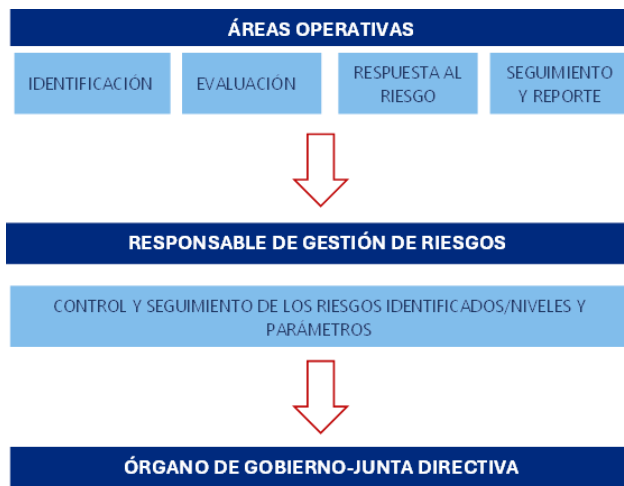 ÁREAS OPERATIVAS
IDENTIFICACIÓN
EVALUACIÓN
RESPUESTA AL
RIESGO
SEGUIMIENTO
Y REPORTE
RESPONSABLE DE GESTIÓN DE RIESGOS
CONTROL Y SEGUIMIENTO DE LOS RIESGOS IDENTIFICADOS/NIVELES Y
PARÁMETROS
ÓRGANO DE GOBIERNO-JUNTA DIRECTIVA